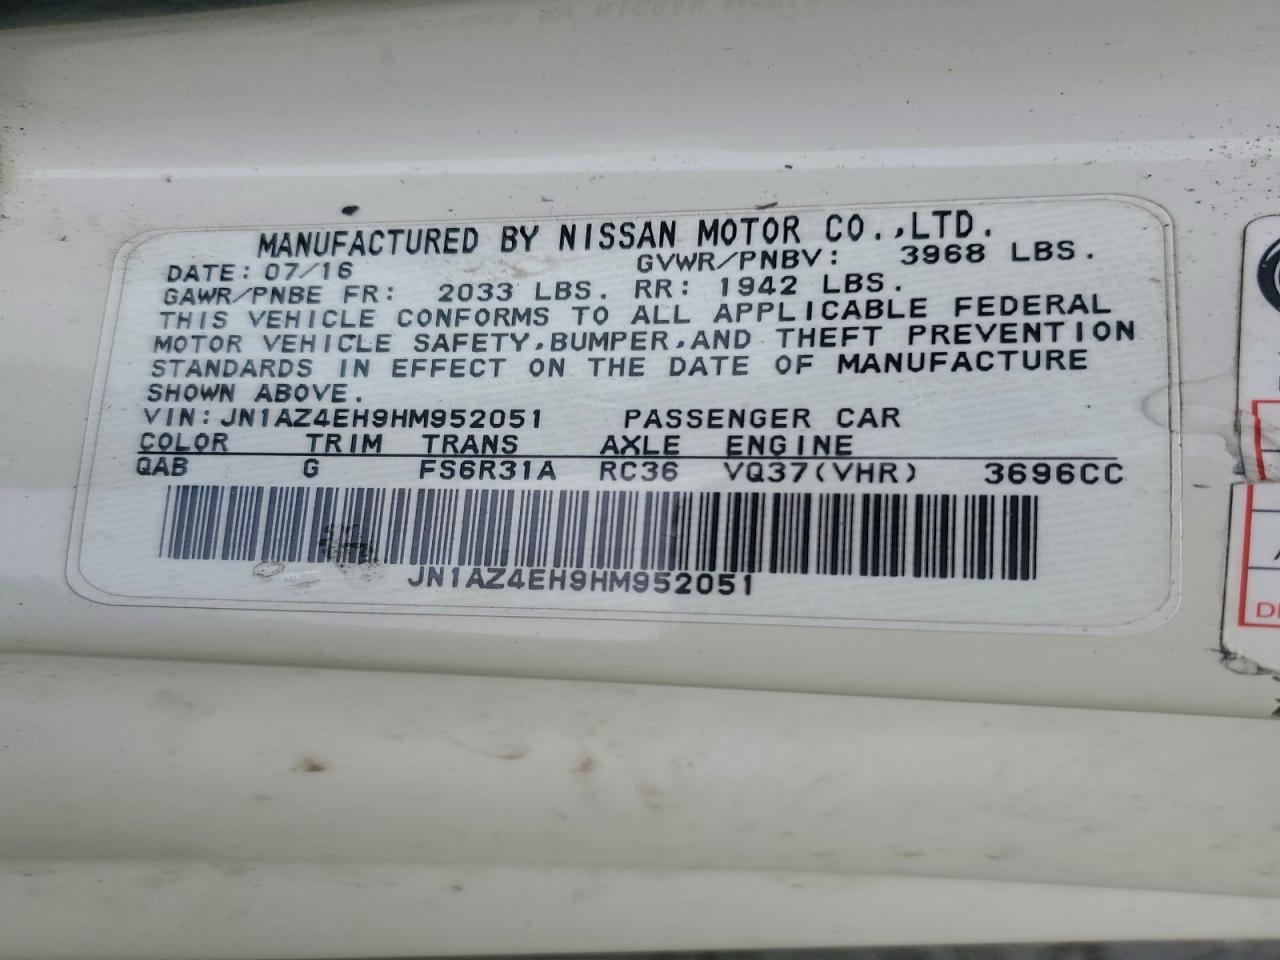 MANUFACTURED BY NISSAN MOTOR CO.,LTD.
DATE: 07/16 GVWR/PNBV: 3968 LBS.
GAWR/PNBE FR: 2033 LBS. RR: 1942 LBS.
THIS VEHICLE CONFORMS TO ALL APPLICABLE FEDERAL
MOTOR VEHICLE SAFETY,BUMPER,AND THEFT PREVENTION
STANDARDS IN EFFECT ON THE DATE OF MANUFACTURE
SHOWN ABOVE.
VIN:JN1AZ4EH9HM952051 PASSENGER CAR
COLOR TRIM TRANS AXLE ENGINE
QAB G FS6R31A RC36 VQ37(VHR) 3696CC
JN1AZ4EH9HM952051